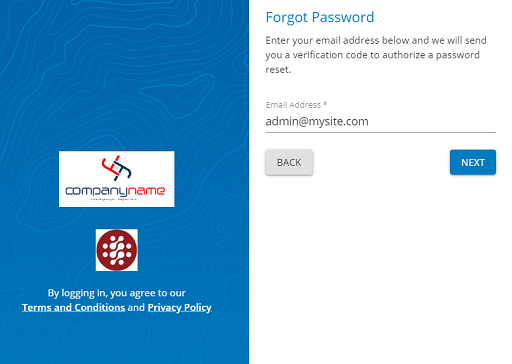 Forgot Password
Enter your email address below and we will send
you a verification code to authorize a password
reset.
Email Address *
admin@mysite.com
BACK
NEXT
companyname
By logging in, you agree to our
Terms and Conditions and Privacy Policy